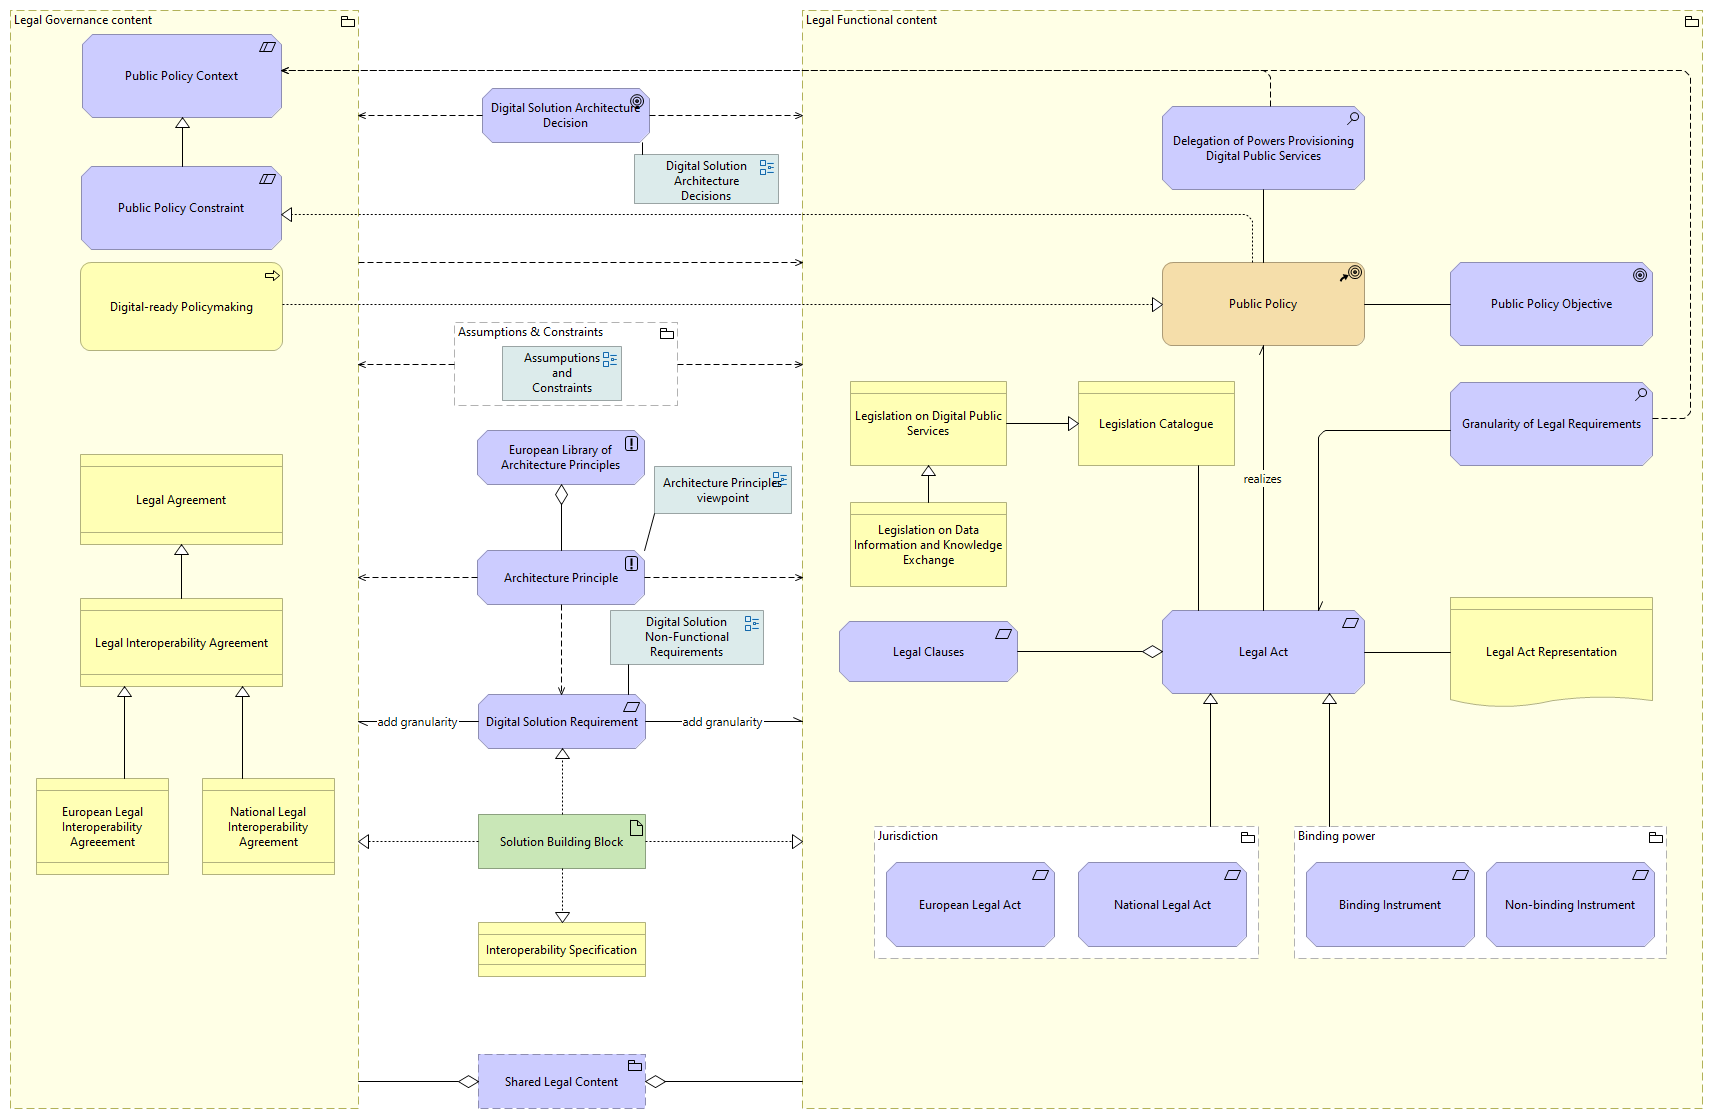 Legal Governance content
Public Policy Context
Public Policy Constraint
Digital-ready Policymaking
Legal Agreement
Legal Interoperability Agreement
European Legal
Interoperability
Agreeement
National Legal
Interoperability
Agreement
Digital Solution Architecture
Decision
Digital Solution
Architecture
Decisions
Assumptions & Constraints
Assumputions
and
Constraints
European Library of
Architecture Principles
Architecture Principles
viewpoint
Architecture Principle
Digital Solution
Non-Functional
Requirements
add granularity
Digital Solution Requirement
add granularity
Solution Building Block
Interoperability Specification
Shared Legal Content
Legal Functional content
Delegation of Powers Provisioning
Digital Public Services
Public Policy
Public Policy Objective
Legislation on Digital Public
Services
Legislation Catalogue
Granularity of Legal Requirements
realizes
Legislation on Data
Information and Knowledge
Exchange
Legal Clauses
Legal Act
Legal Act Representation
Jurisdiction
European Legal Act
National Legal Act
Binding power
Binding Instrument
Non-binding Instrument